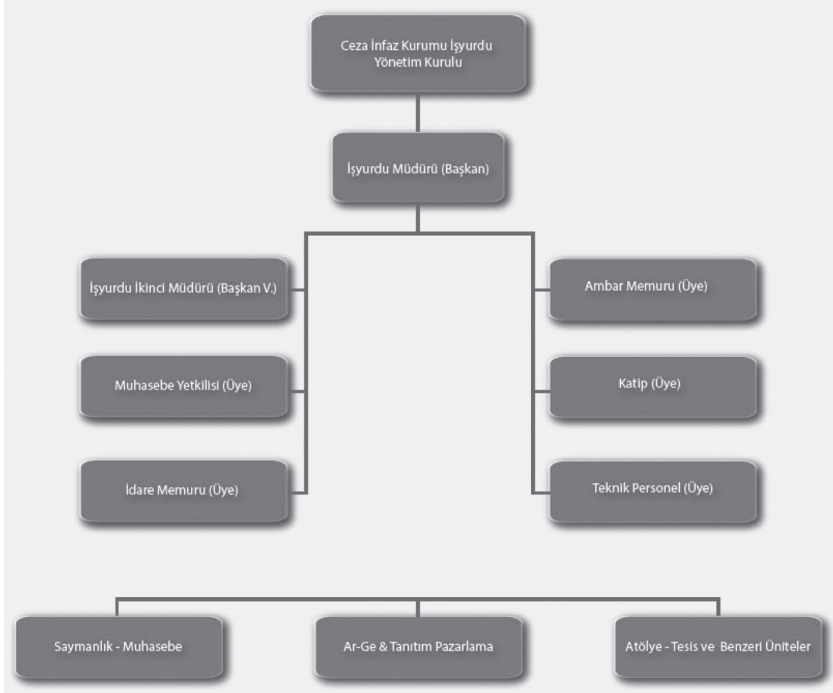 Ceza İnfaz Kurumu İşyurdu
Yönetim Kurulu
İşyurdu Müdürü (Başkan)
İşyurdu İkinci Müdürü (Başkan V.)
Ambar Memuru (Üye)
Muhasebe Yetkilisi (Üye)
Katip (Üye)
İdare Memuru (Üye)
Teknik Personel (Üye)
Saymanlık - Muhasebe
Ar-Ge & Tanıtım Pazarlama
Atölye - Tesis ve Benzeri Üniteler